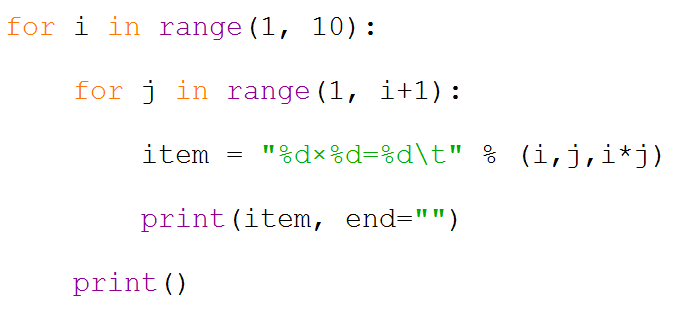 for i in range(1, 10):
    for j in range(1, i+1):
        item = "%d×%d=%d\t" % (i,j,i*j)
        print(item, end="")
    print()